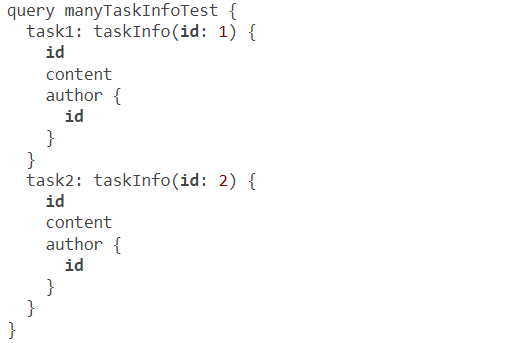 query manyTaskInfoTest {
  task1: taskInfo(id: 1) {
    id
    content
    author {
      id
    }
  }
  task2: taskInfo(id: 2) {
    id
    content
    author {
      id
    }
  }
}